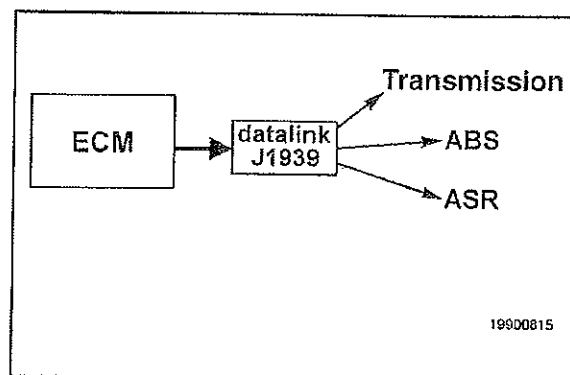 ECM
datalink
J1939
Transmission
ABS
ASR
19900815